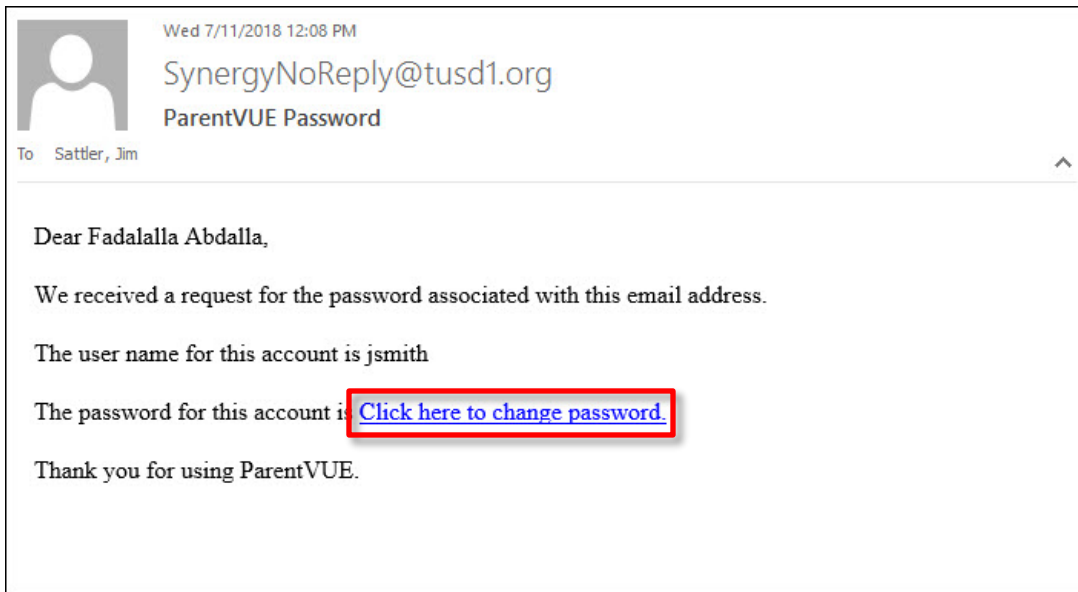 Wed 7/11/2018 12:08 PM
SynergyNoReply@tusd1.org
ParentVUE Password
To Sattler, Jim
Dear Fadalalla Abdalla,
We received a request for the password associated with this email address.
The user name for this account is jsmith
The password for this account is Click here to change password.
Thank you for using ParentVUE.